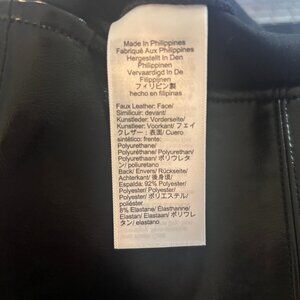 Made In Philippines
Fabriqué Aux Philippines
Hergestellt In Den
Philippinen
Vervaardigd In De
Filippijnen
フィリピン製
hecho en filipinas
Faux Leather: Face/
Similicuir: devant/
Kunstleder: Vorderseite/
Kunstleer: Voorkant/ フェイ
クレザー : 表面/ Cuero
sintético: frente:
Polyurethane/
Polyuréthane/ Polyurethan/
Polyurethaan/ ポリウレタ
ン/ poliuretano
Back/ Envers/ Rückseite/
Achterkant/ 後身頃/
Espalda: 92% Polyester/
Polyester/ Polyester/
Polyester/ ポリエステル/
poliéster
8% Elastane/ Élasthanne/
Elastan/ Elastaan/ ポリウレ
タン/ elastano